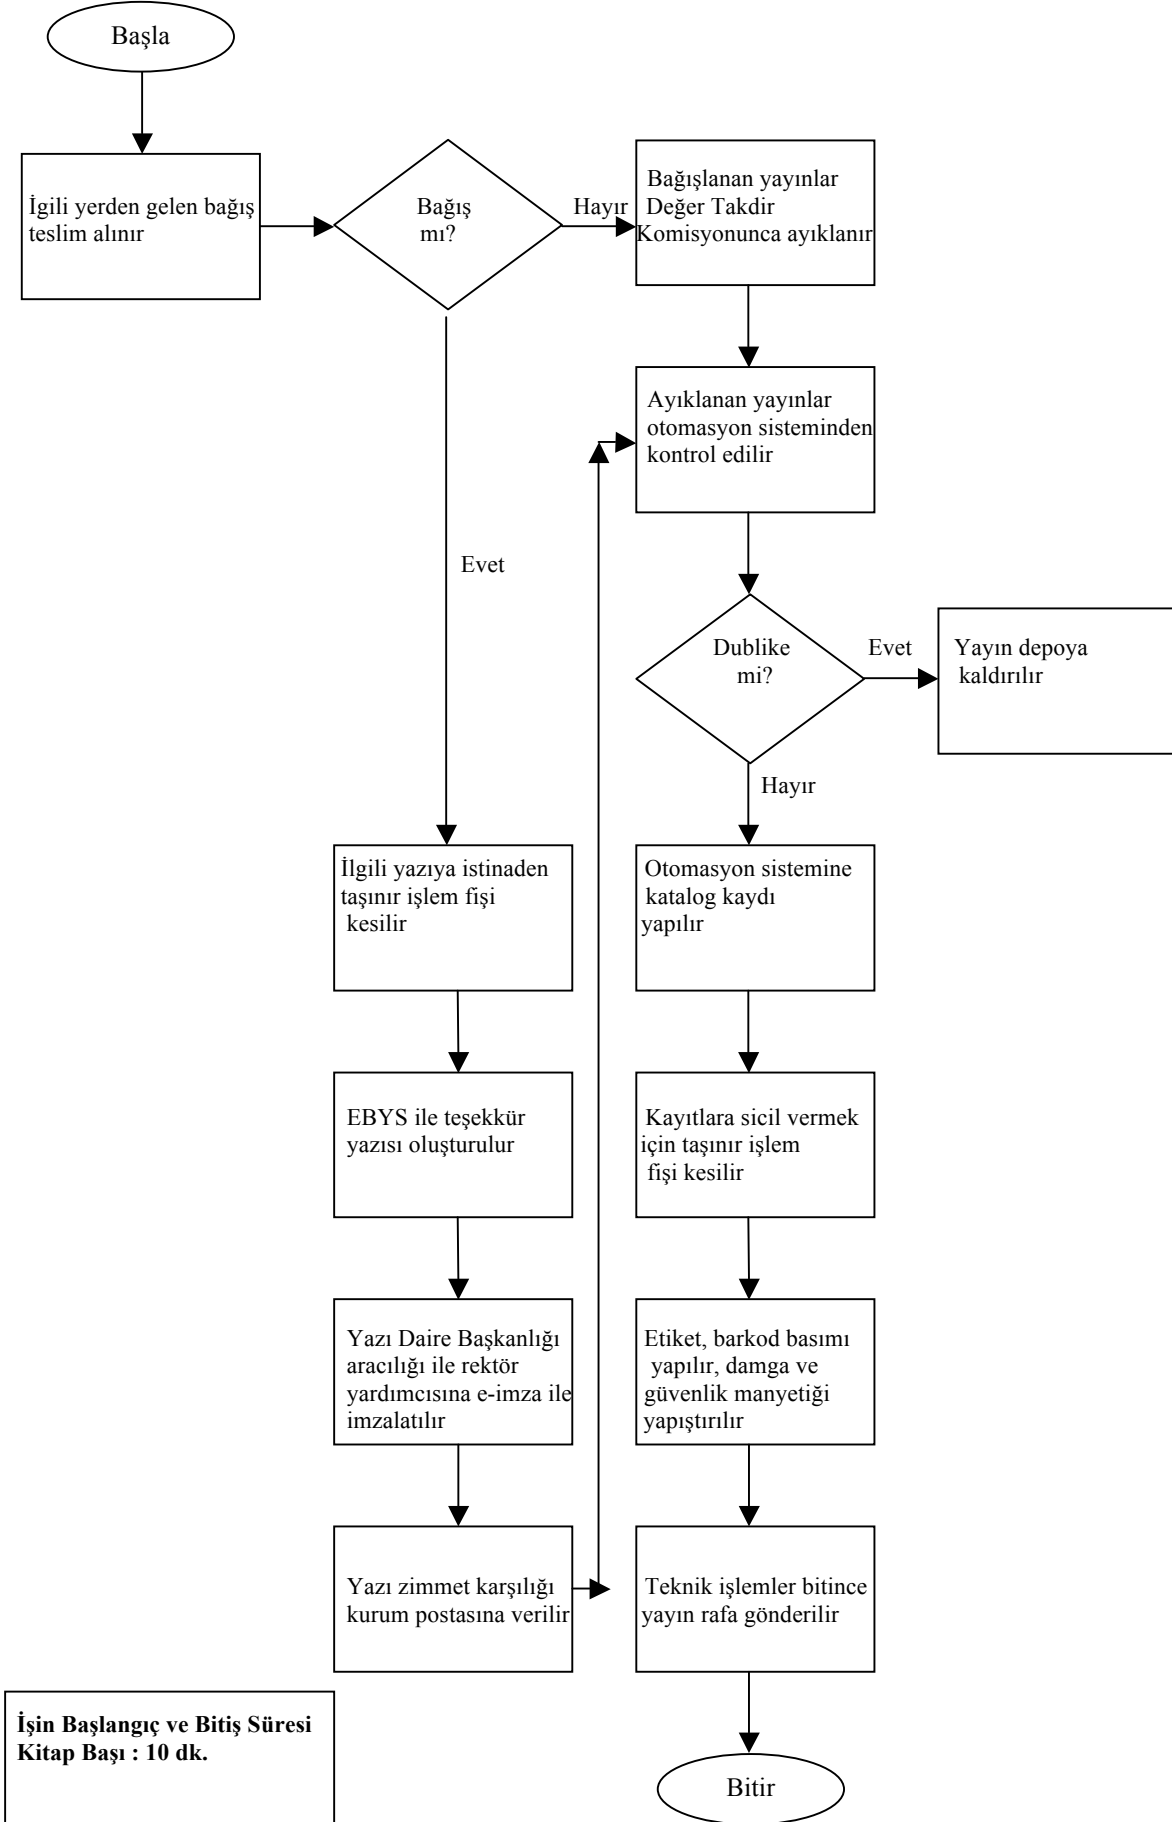 Başla
İgili yerden gelen bağış
teslim alınır
Bağış
mı?
Hayır
Bağışlanan yayınlar
Değer Takdir
Komisyonunca ayıklanır
Ayıklanan yayınlar
otomasyon sisteminden
kontrol edilir
Evet
Dublike
mi?
Evet
Yayın depoya
kaldırılır
Hayır
İlgili yazıya istinaden
taşınır işlem fişi
kesilir
Otomasyon sistemine
katalog kaydı
yapılır
EBYS ile teşekkür
yazısı oluşturulur
Kayıtlara sicil vermek
için taşınır işlem
fişi kesilir
Yazı Daire Başkanlığı
aracılığı ile rektör
yardımcısına e-imza ile
imzalatılır
Etiket, barkod basımı
yapılır, damga ve
güvenlik manyetiği
yapıştırılır
Yazı zimmet karşılığı
kurum postasına verilir
Teknik işlemler bitince
yayın rafa gönderilir
İşin Başlangıç ve Bitiş Süresi
Kitap Başı : 10 dk.
Bitir